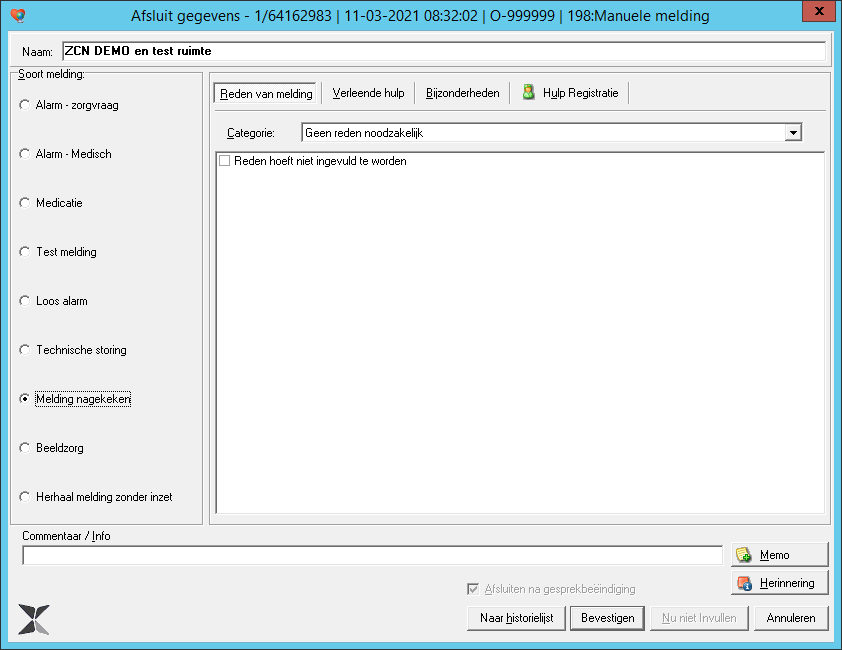 Afsluit gegevens - 1/64162983 | 11-03-2021 08:32:02 | O-999999 | 198:Manuele melding
x
Naam: ZCN DEMO en test ruimte
Soort melding:
Alarm - zorgvraag
Alarm - Medisch
Medicatie
Test melding
Loos alarm
Technische storing
Melding nagekeken
Beeldzorg
Herhaal melding zonder inzet
Reden van melding
Verleende hulp
Bijzonderheden
Hulp Registratie
Categorie: Geen reden noodzakelijk
Reden hoeft niet ingevuld te worden
Commentaar / Info
Memo
Herinnering
Afsluiten na gesprekbeëindiging
Naar historielijst
Bevestigen
Nu niet Invullen
Annuleren